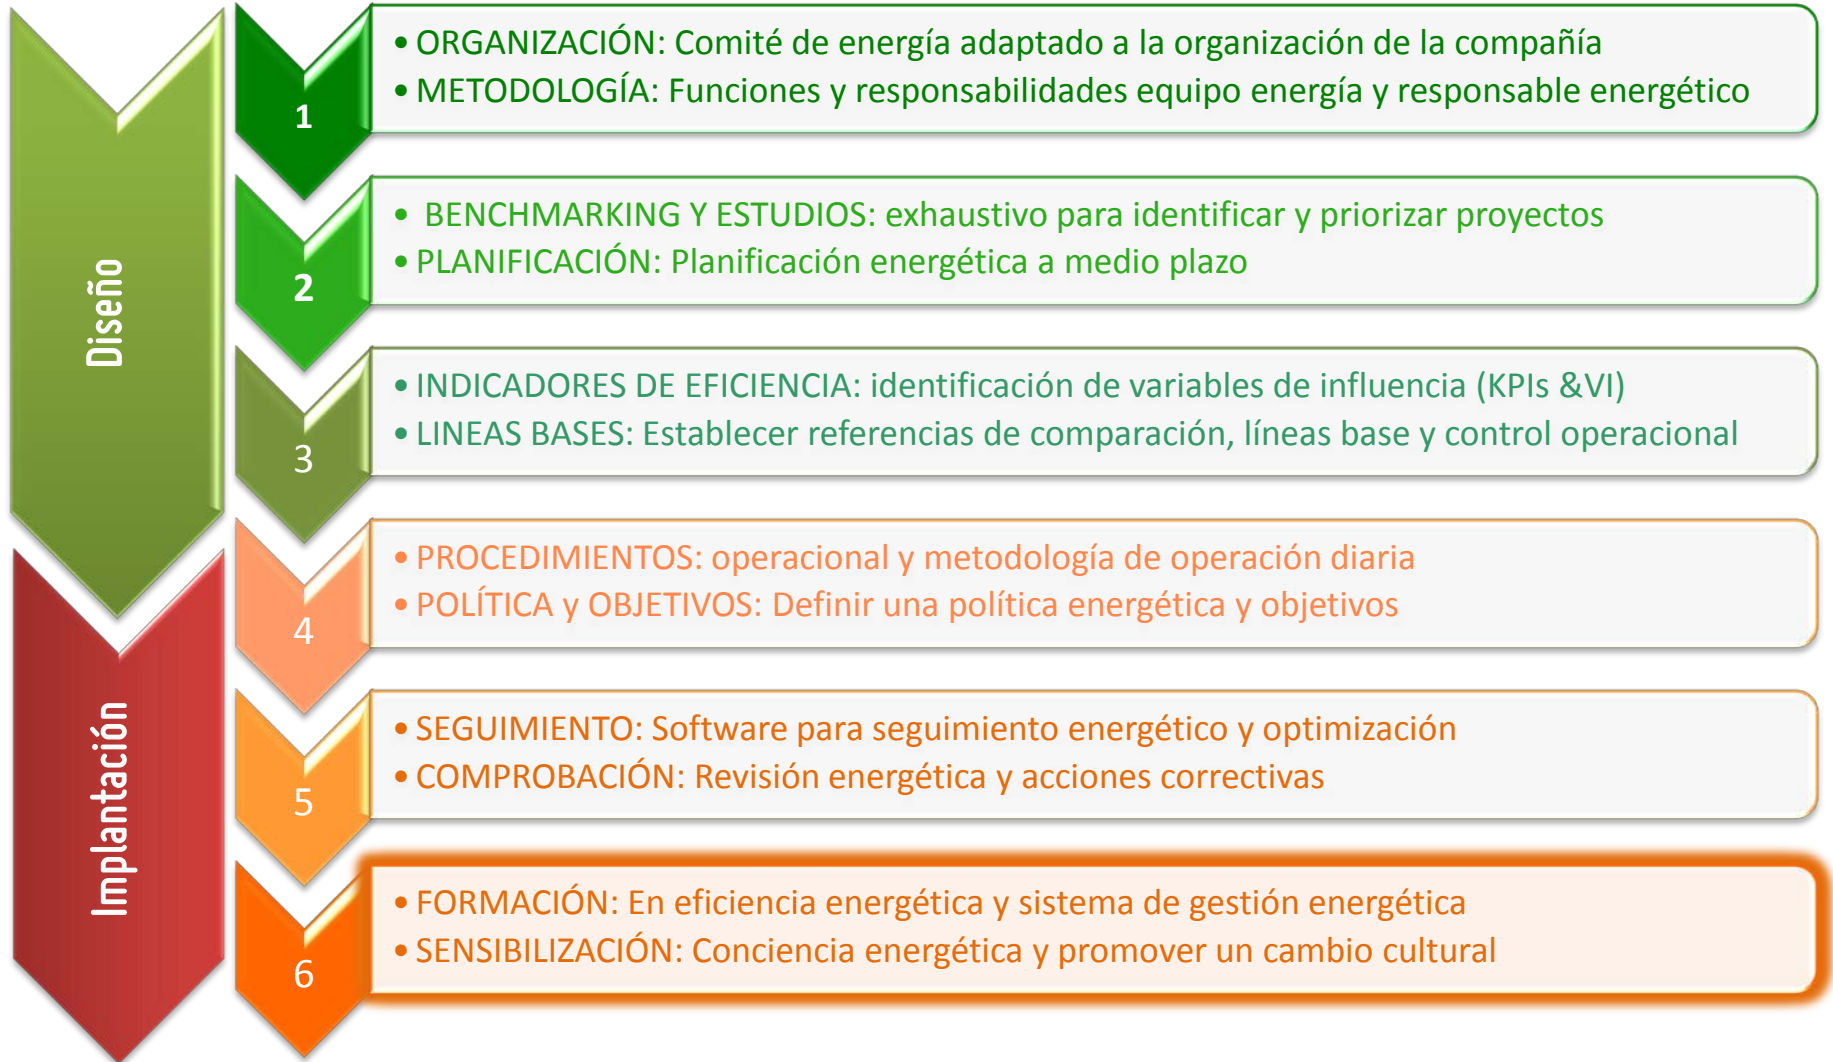 Diseño
1
• ORGANIZACIÓN: Comité de energía adaptado a la organización de la compañía
• METODOLOGÍA: Funciones y responsabilidades equipo energía y responsable energético
2
• BENCHMARKING Y ESTUDIOS: exhaustivo para identificar y priorizar proyectos
• PLANIFICACIÓN: Planificación energética a medio plazo
3
• INDICADORES DE EFICIENCIA: identificación de variables de influencia (KPIs &VI)
• LINEAS BASES: Establecer referencias de comparación, líneas base y control operacional
Implantación
4
• PROCEDIMIENTOS: operacional y metodología de operación diaria
• POLÍTICA y OBJETIVOS: Definir una política energética y objetivos
5
• SEGUIMIENTO: Software para seguimiento energético y optimización
• COMPROBACIÓN: Revisión energética y acciones correctivas
6
• FORMACIÓN: En eficiencia energética y sistema de gestión energética
• SENSIBILIZACIÓN: Conciencia energética y promover un cambio cultural